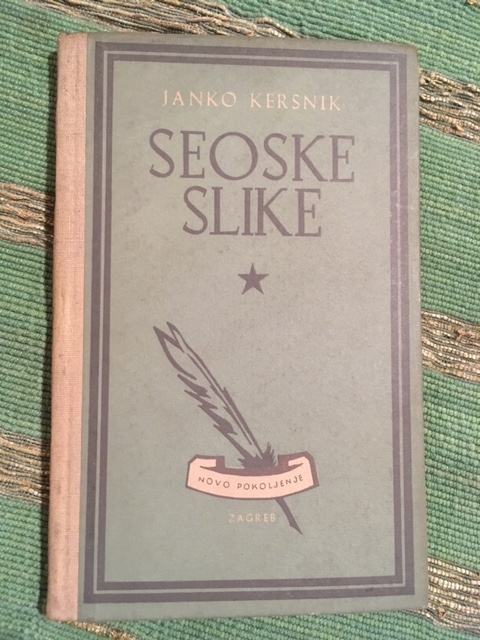 JANKO KERSNIK
SEOSKE
SLIKE
NOVO POKOLJENJE
ZAGREB